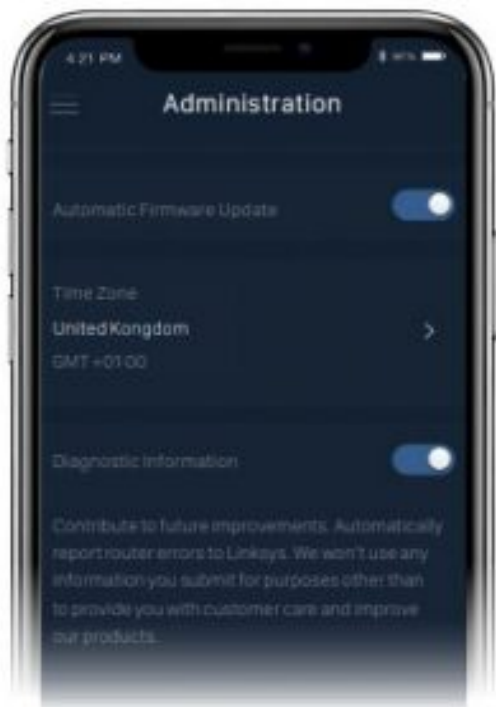 4:21 PM
Administration
Automatic Firmware Update
Time Zone
United Kongdom
GMT +01:00
Diagnostic Information
Contribute to future improvements. Automatically
report router errors to Linksys. We won't use any
information you submit for purposes other than
to provide you with customer care and improve
our products.